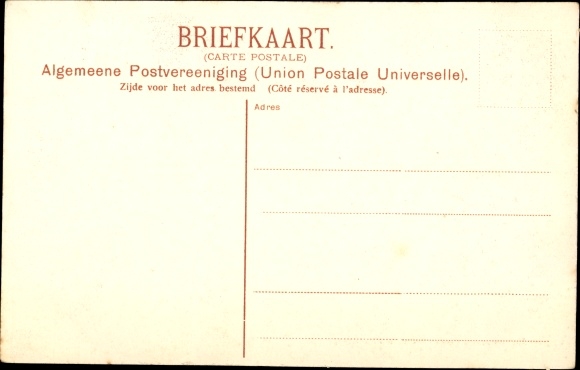 BRIEFKAART.
(CARTE POSTALE)
Algemeene Postvereeniging (Union Postale Universelle).
Zijde voor het adres bestemd (Côté réservé à l'adresse).
Adres